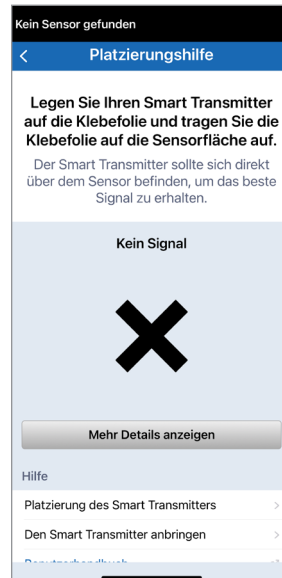 Kein Sensor gefunden
Platzierungshilfe
Legen Sie Ihren Smart Transmitter
auf die Klebefolie und tragen Sie die
Klebefolie auf die Sensorfläche auf.
Der Smart Transmitter sollte sich direkt
über dem Sensor befinden, um das beste
Signal zu erhalten.
Kein Signal
Mehr Details anzeigen
Hilfe
Platzierung des Smart Transmitters
Den Smart Transmitter anbringen
Benutzerhandbuch